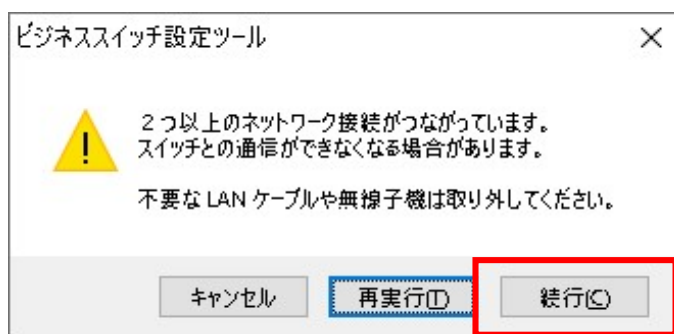 ビジネススイッチ設定ツール
2つ以上のネットワーク接続がつながっています。
スイッチとの通信ができなくなる場合があります。
不要な LAN ケーブルや無線子機は取り外してください。
キャンセル 再実行(T) 続行(C)